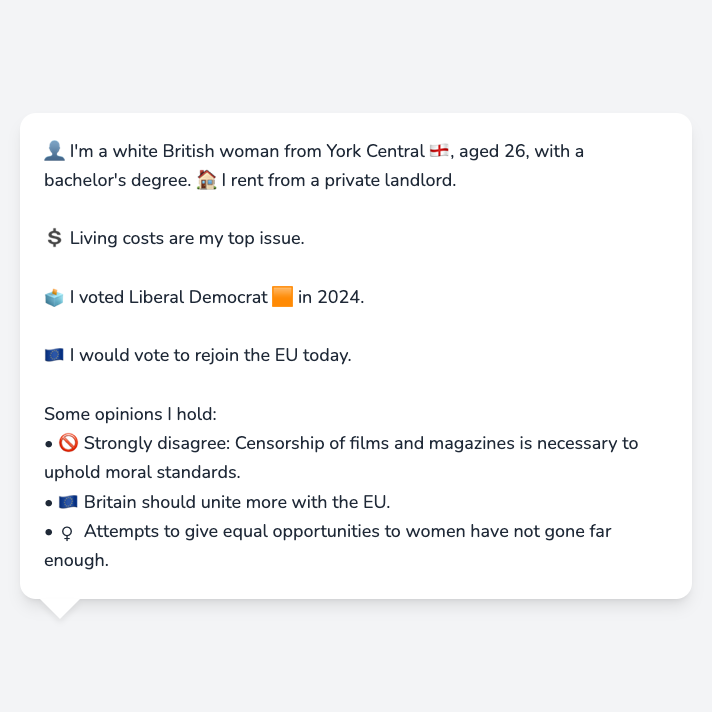 👤 I'm a white British woman from York Central 🏴󠁧󠁢󠁥󠁮󠁧󠁿, aged 26, with a
bachelor's degree. 🏠 I rent from a private landlord.
💲 Living costs are my top issue.
🗳️ I voted Liberal Democrat 🟧 in 2024.
🇪🇺 I would vote to rejoin the EU today.
Some opinions I hold:
• 🚫 Strongly disagree: Censorship of films and magazines is necessary to
uphold moral standards.
• 🇪🇺 Britain should unite more with the EU.
• ♀ Attempts to give equal opportunities to women have not gone far
enough.